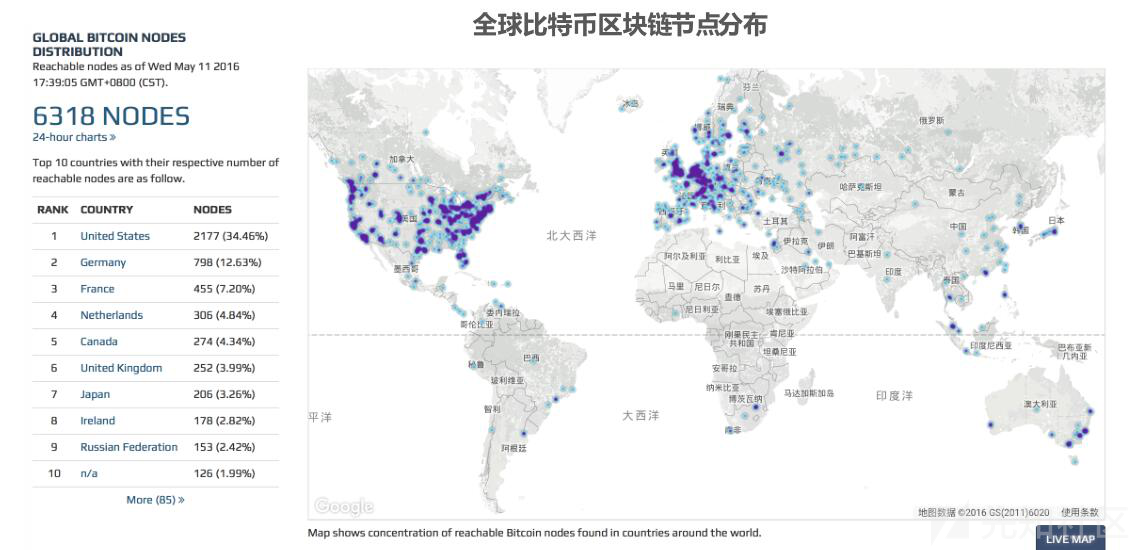 全球比特币区块链节点分布
GLOBAL BITCOIN NODES
DISTRIBUTION
Reachable nodes as of Wed May 11 2016
17:39:05 GMT+0800 (CST).
6318 NODES
24-hour charts »
Top 10 countries with their respective number of
reachable nodes are as follow.
RANK COUNTRY NODES
1 United States 2177 (34.46%)
2 Germany 798 (12.63%)
3 France 455 (7.20%)
4 Netherlands 306 (4.84%)
5 Canada 274 (4.34%)
6 United Kingdom 252 (3.99%)
7 Japan 206 (3.26%)
8 Ireland 178 (2.82%)
9 Russian Federation 153 (2.42%)
10 n/a 126 (1.99%)
More (85) »
冰岛
芬兰
瑞典
挪威
俄罗斯
加拿大
哈萨克斯坦
蒙古
美国
土耳其
中国
韩国
日本
北大西洋
伊拉克
伊朗
阿富汗
巴基斯坦
阿尔及利亚
利比亚
埃及
沙特阿拉伯
印度
墨西哥
马里
尼日尔
苏丹
泰国
乍得
委内瑞拉
尼日利亚
埃塞俄比亚
哥伦比亚
刚果民主
共和国
肯尼亚
坦桑尼亚
印度尼西亚
巴布亚新
几内亚
秘鲁
巴西
安哥拉
玻利维亚
纳米比亚
博茨瓦纳
马达加斯加岛
印度洋
澳大利亚
平洋
智利
大西洋
南非
阿根廷
Google
地图数据 ©2016 GS(2011)6020 使用条款
Map shows concentration of reachable Bitcoin nodes found in countries around the world.
LIVE MAP